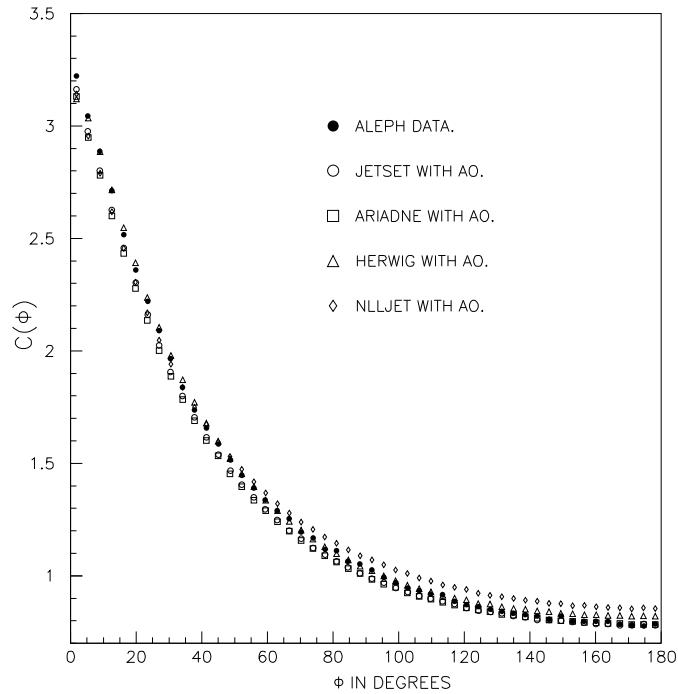 3.5
3
2.5
2
1.5
1
C(ϕ)
ALEPH DATA.
JETSET WITH AO.
ARIADNE WITH AO.
HERWIG WITH AO.
NLLJET WITH AO.
0 20 40 60 80 100 120 140 160 180
ϕ IN DEGREES